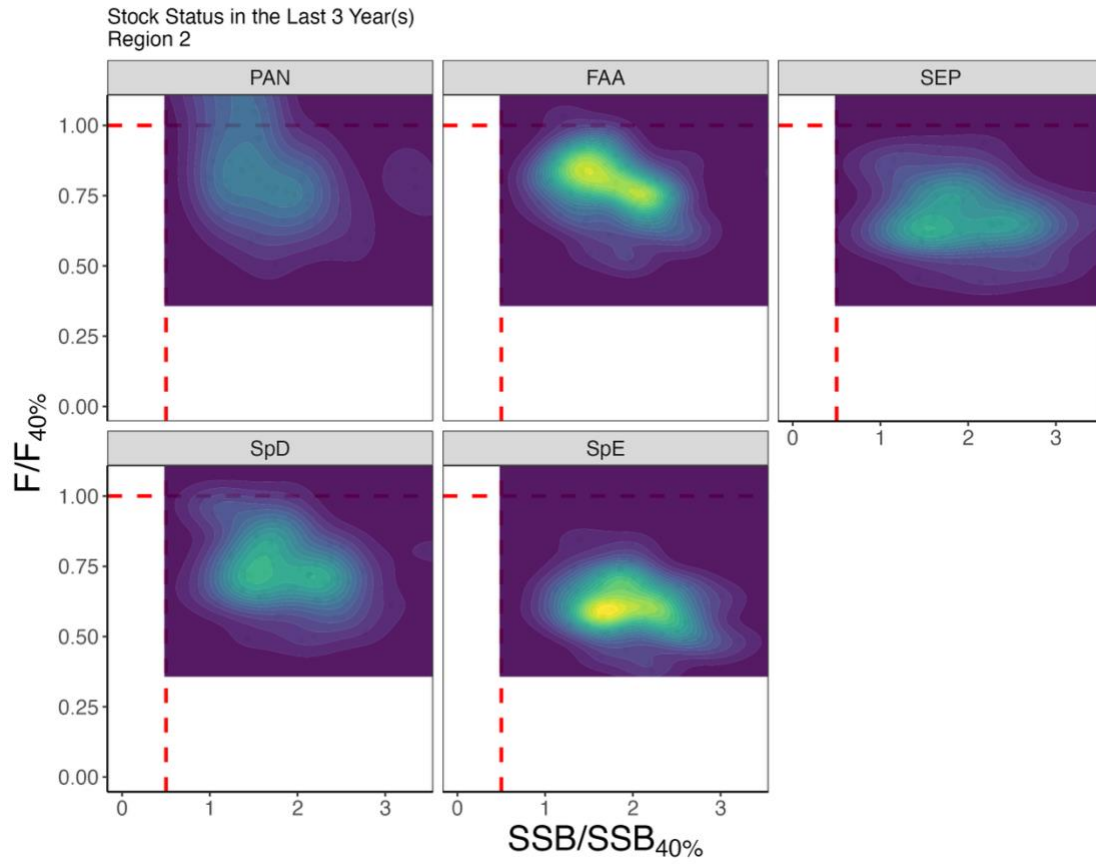 Stock Status in the Last 3 Year(s)
Region 2
PAN
FAA
SEP
1.00
0.75
0.50
0.25
0.00
0 1 2 3
SpD
SpE
1.00
0.75
0.50
0.25
0.00
0 1 2 3
0 1 2 3
F/F40%
SSB/SSB40%